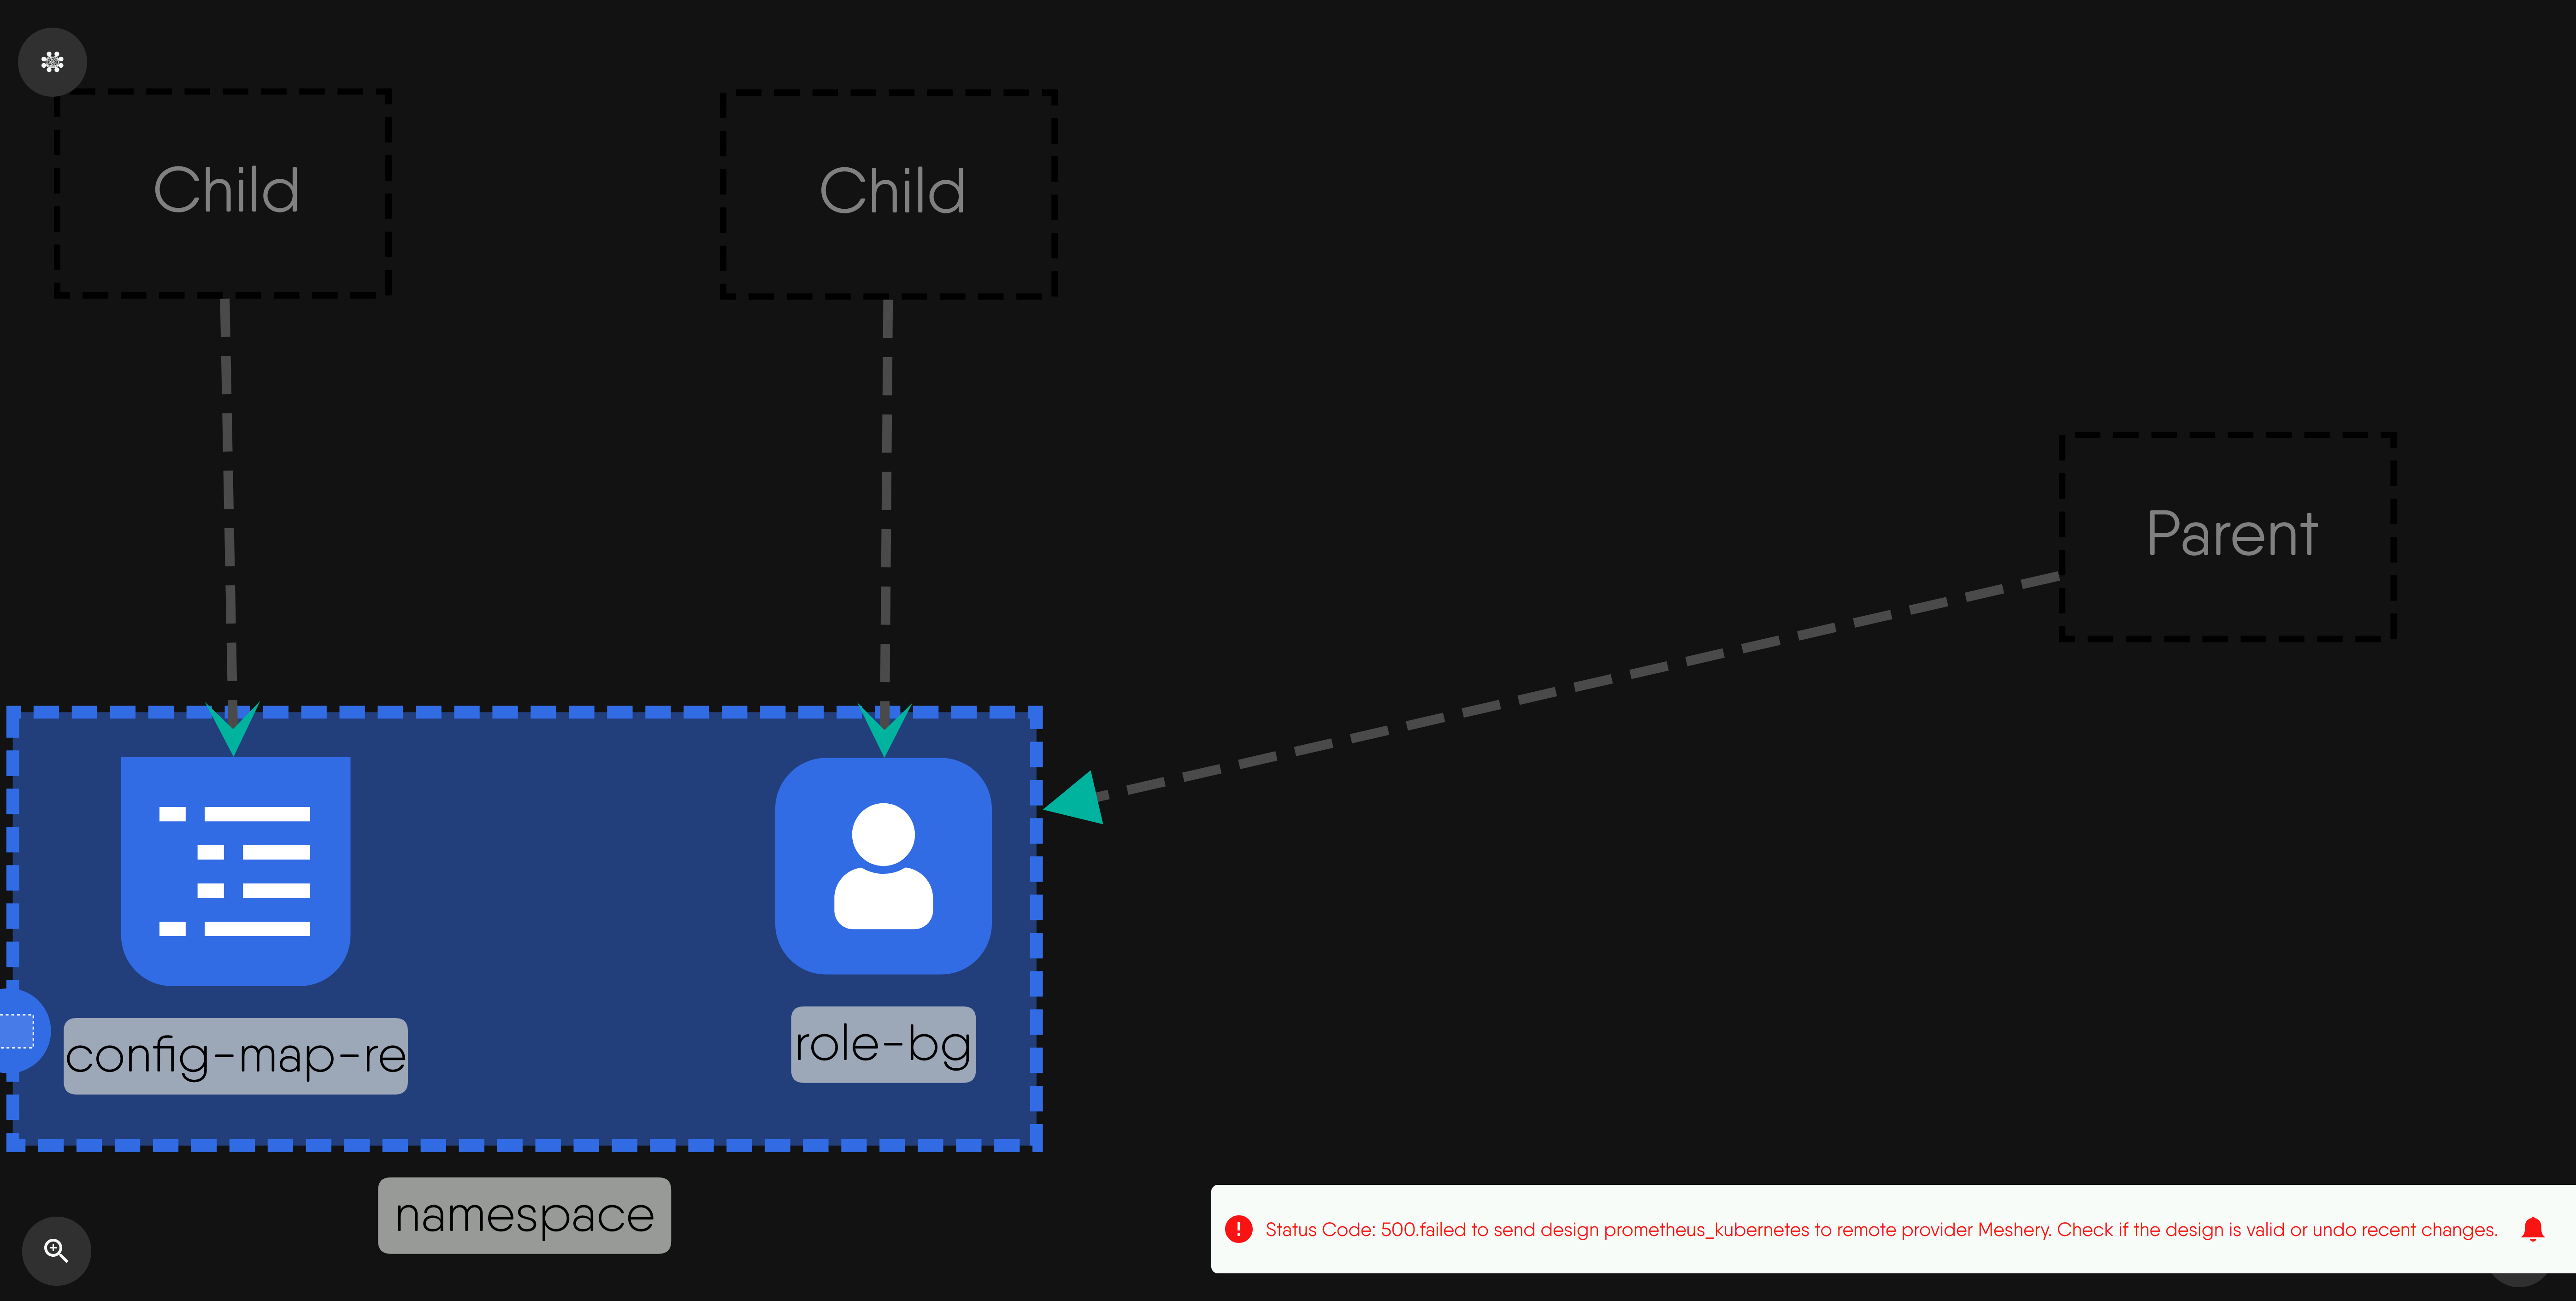 Child
Child
Parent
config-map-re
role-bg
namespace
Status Code: 500.failed to send design prometheus_kubernetes to remote provider Meshery. Check if the design is valid or undo recent changes.